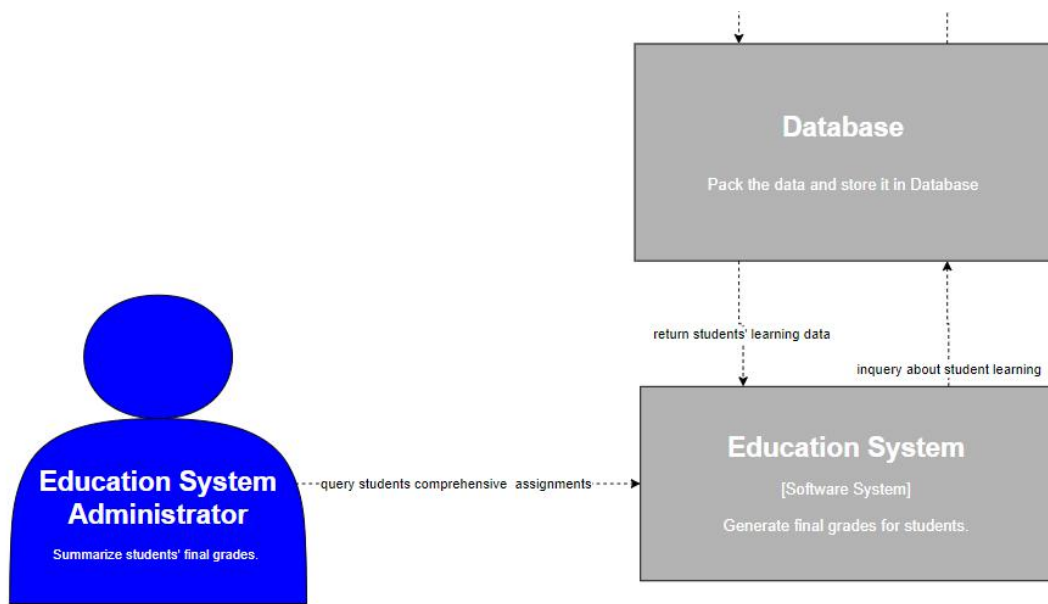 Database
Pack the data and store it in Database
return students' learning data
inquery about student learning
Education System
Administrator
Summarize students' final grades.
query students comprehensive assignments
Education System
[Software System]
Generate final grades for students.